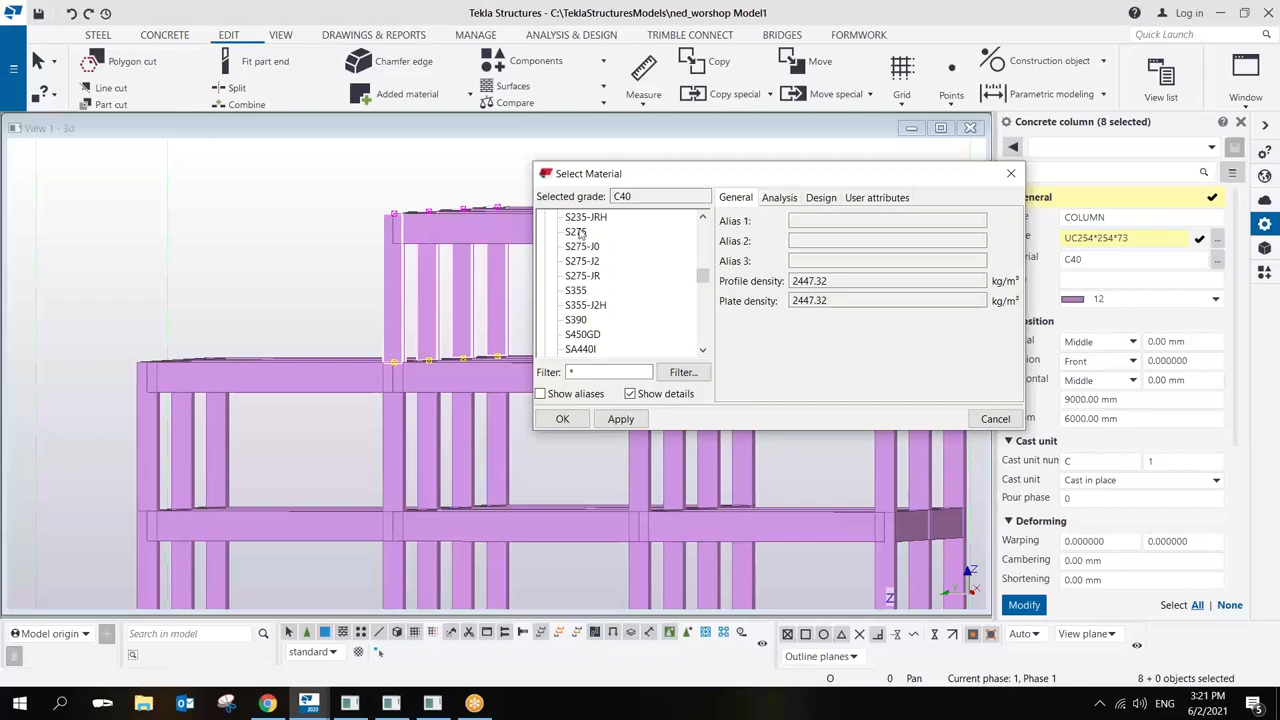 Tekla Structures - C:\TeklaStructuresModels\ned_workshop Model1
Log in
STEEL CONCRETE EDIT VIEW DRAWINGS & REPORTS MANAGE ANALYSIS & DESIGN TRIMBLE CONNECT BRIDGES FORMWORK
Quick Launch
Polygon cut
Line cut
Part cut
Fit part end
Split
Combine
Chamfer edge
Added material
Components
Surfaces
Compare
Measure
Copy
Copy special
Move
Move special
Grid
Points
Construction object
Parametric modeling
View list
Window
View 1 - 3d
Concrete column (8 selected)
Select Material
Selected grade: C40
General Analysis Design User attributes
S235-JRH
S275
S275-J0
S275-J2
S275-JR
S355
S355-J2H
S390
S450GD
SA440I
Alias 1:
Alias 2:
Alias 3:
Profile density: 2447.32 kg/m³
Plate density: 2447.32 kg/m³
Filter: * Filter...
Show aliases Show details
OK Apply Cancel
eneral
COLUMN
UC254*254*73
C40
12
Middle 0.00 mm
Front 0.000000
Middle 0.00 mm
9000.00 mm
6000.00 mm
Cast unit
Cast unit num C 1
Cast unit Cast in place
Pour phase 0
Deforming
Warping 0.000000 0.000000
Cambering 0.00 mm
Shortening 0.00 mm
Modify Select All | None
Z
Z
Model origin Search in model
standard
Auto View plane
Outline planes
O 0 Pan Current phase: 1, Phase 1 8 + 0 objects selected
ENG 3:21 PM
6/2/2021
5